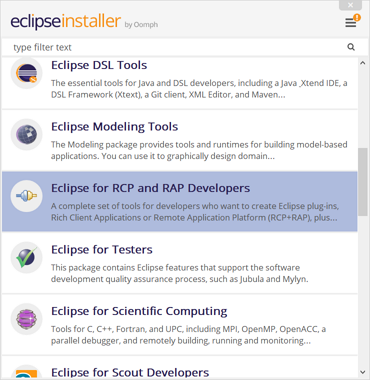 eclipseinstaller by Oomph
type filter text
Eclipse DSL Tools
The essential tools for Java and DSL developers, including a Java ,Xtend IDE, a
DSL Framework (Xtext), a Git client, XML Editor, and Maven...
Eclipse Modeling Tools
The Modeling package provides tools and runtimes for building model-based
applications. You can use it to graphically design domain...
Eclipse for RCP and RAP Developers
A complete set of tools for developers who want to create Eclipse plug-ins,
Rich Client Applications or Remote Application Platform (RCP+RAP), plus...
Eclipse for Testers
This package contains Eclipse features that support the software
development quality assurance process, such as Jubula and Mylyn.
Eclipse for Scientific Computing
Tools for C, C++, Fortran, and UPC, including MPI, OpenMP, OpenACC, a
parallel debugger, and remotely building, running and monitoring...
Eclipse for Scout Developers